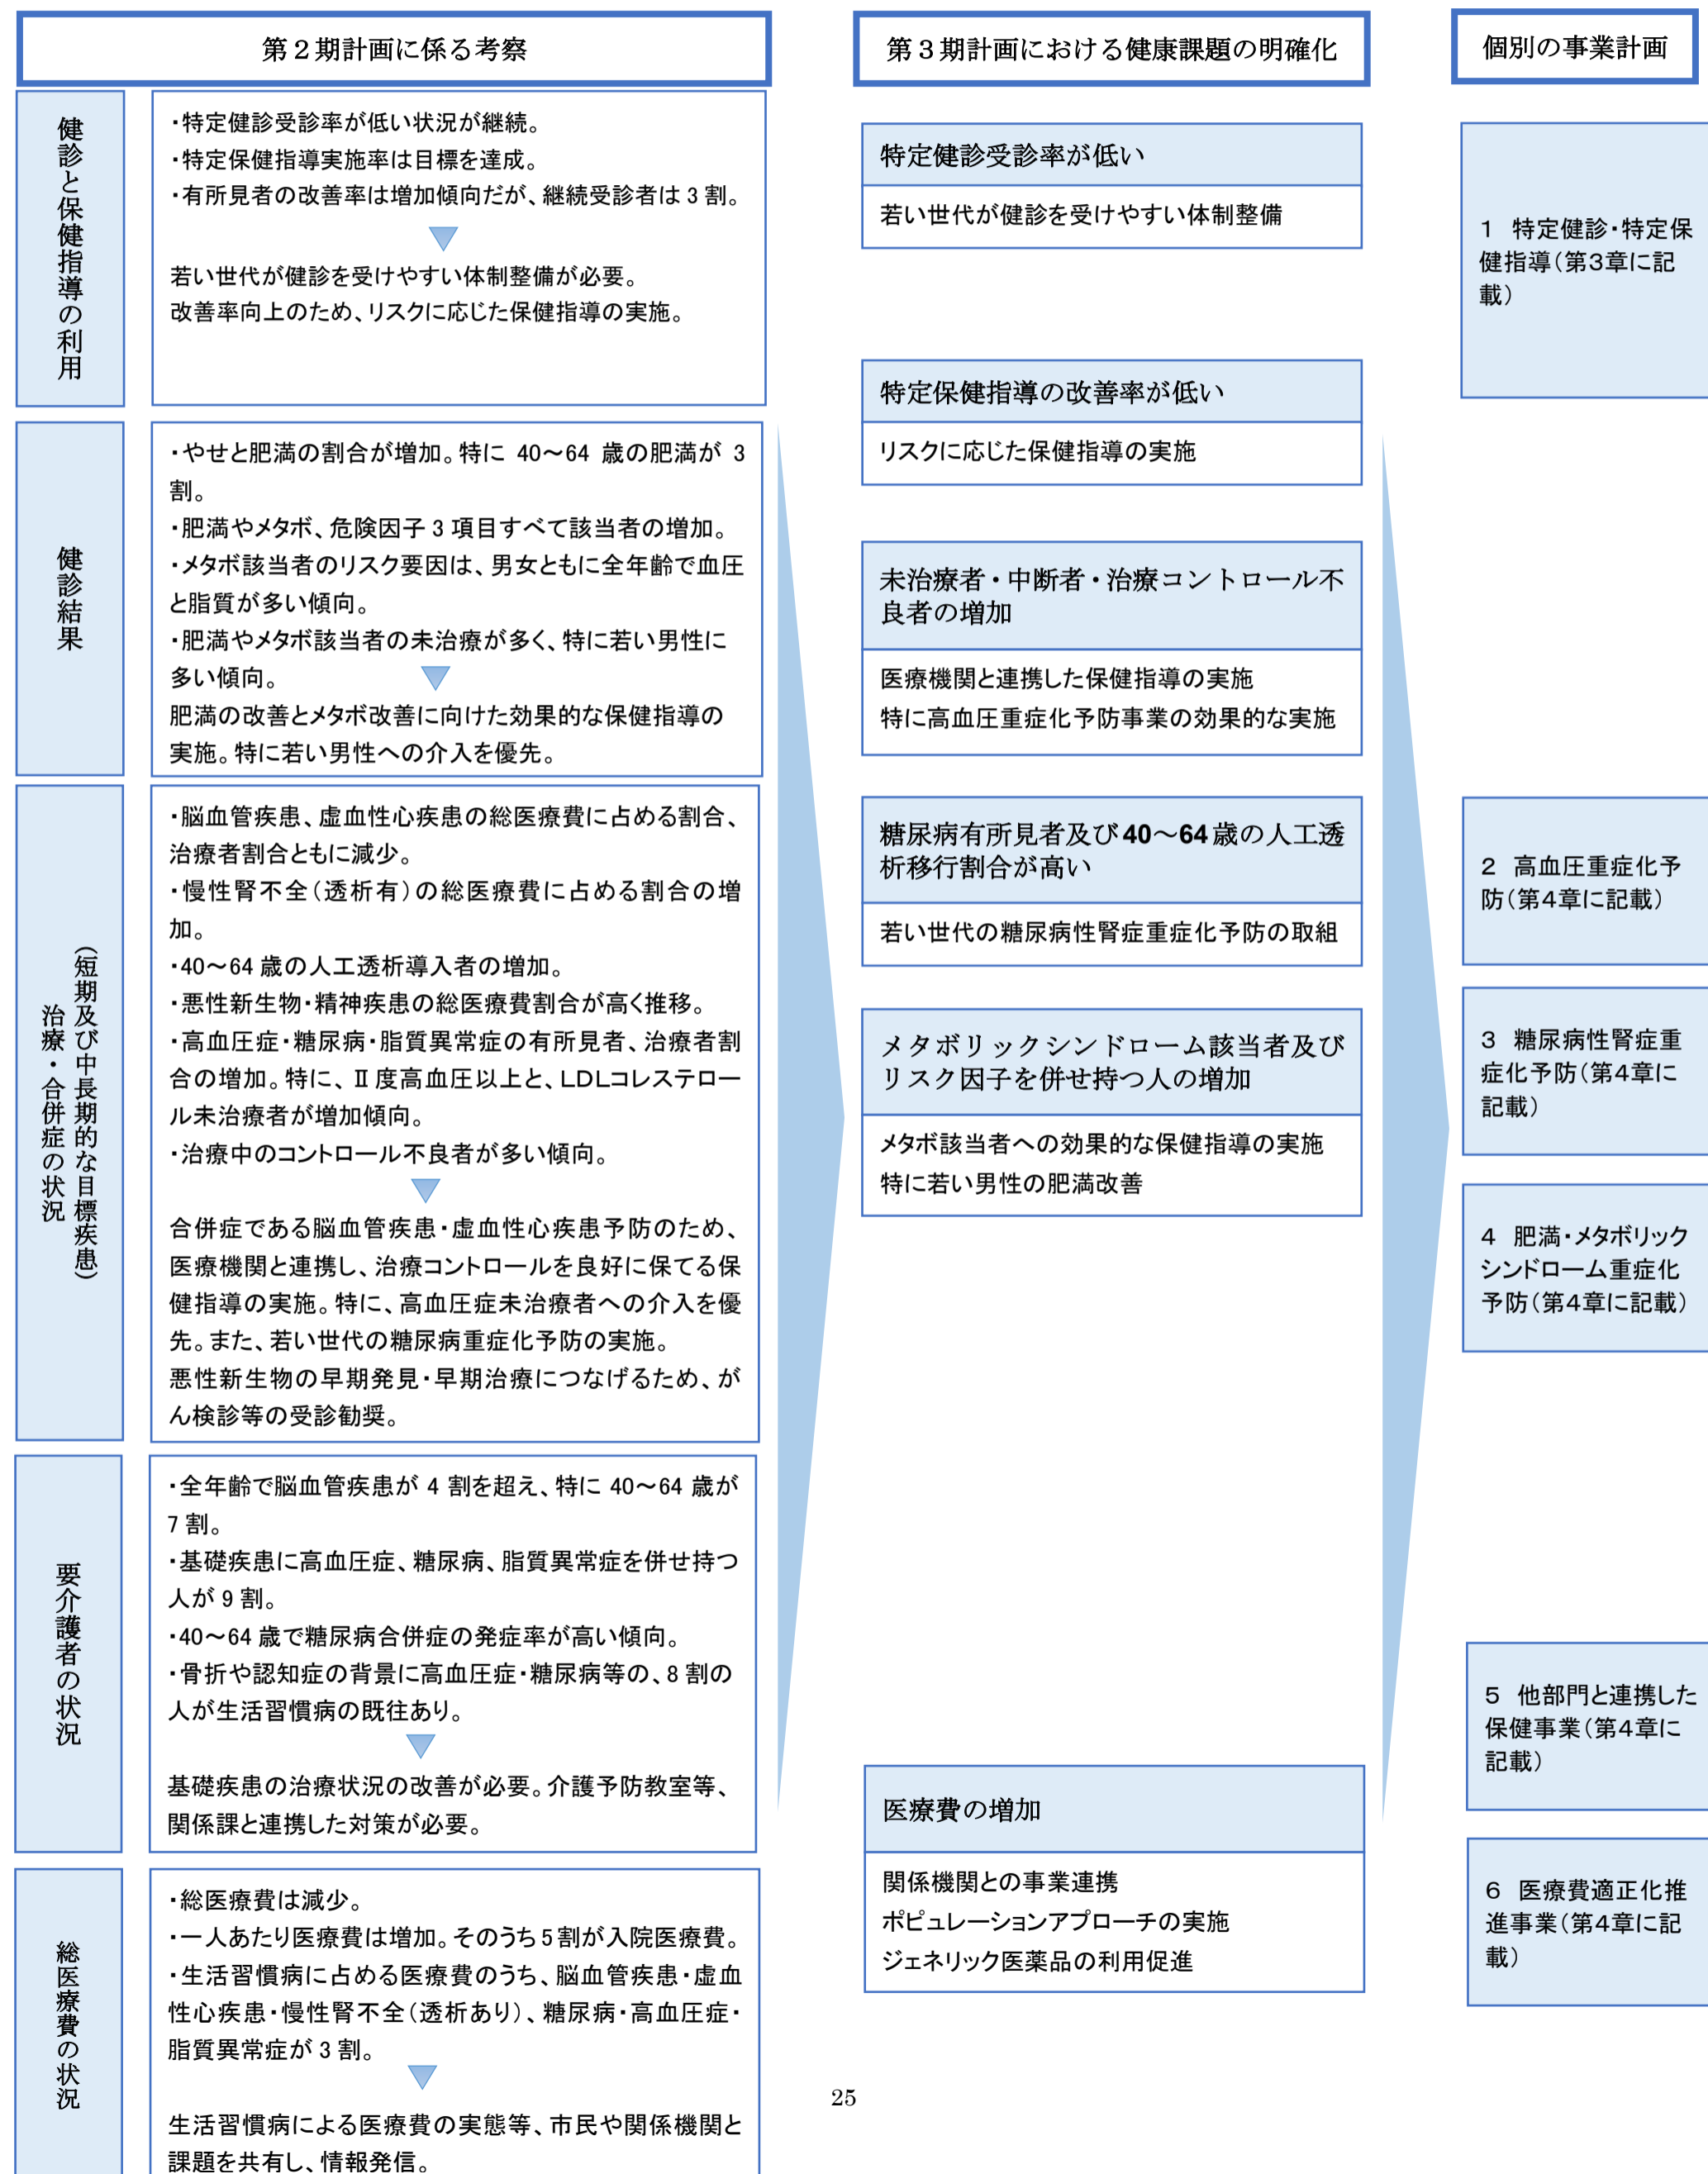 第２期計画に係る考察
健診と保健指導の利用
・特定健診受診率が低い状況が継続。
・特定保健指導実施率は目標を達成。
・有所見者の改善率は増加傾向だが、継続受診者は 3 割。
若い世代が健診を受けやすい体制整備が必要。
改善率向上のため、リスクに応じた保健指導の実施。
健診結果
・やせと肥満の割合が増加。特に 40～64 歳の肥満が 3
割。
・肥満やメタボ、危険因子 3 項目すべて該当者の増加。
・メタボ該当者のリスク要因は、男女ともに全年齢で血圧
と脂質が多い傾向。
・肥満やメタボ該当者の未治療が多く、特に若い男性に
多い傾向。
肥満の改善とメタボ改善に向けた効果的な保健指導の
実施。特に若い男性への介入を優先。
（短期及び中長期的な目標疾患）
治療・合併症の状況
・脳血管疾患、虚血性心疾患の総医療費に占める割合、
治療者割合ともに減少。
・慢性腎不全（透析有）の総医療費に占める割合の増
加。
・40～64 歳の人工透析導入者の増加。
・悪性新生物・精神疾患の総医療費割合が高く推移。
・高血圧症・糖尿病・脂質異常症の有所見者、治療者割
合の増加。特に、Ⅱ度高血圧以上と、LDLコレステロー
ル未治療者が増加傾向。
・治療中のコントロール不良者が多い傾向。
合併症である脳血管疾患・虚血性心疾患予防のため、
医療機関と連携し、治療コントロールを良好に保てる保
健指導の実施。特に、高血圧症未治療者への介入を優
先。また、若い世代の糖尿病重症化予防の実施。
悪性新生物の早期発見・早期治療につなげるため、が
ん検診等の受診勧奨。
要介護者の状況
・全年齢で脳血管疾患が 4 割を超え、特に 40～64 歳が
7 割。
・基礎疾患に高血圧症、糖尿病、脂質異常症を併せ持つ
人が 9 割。
・40～64 歳で糖尿病合併症の発症率が高い傾向。
・骨折や認知症の背景に高血圧症・糖尿病等の、8 割の
人が生活習慣病の既往あり。
基礎疾患の治療状況の改善が必要。介護予防教室等、
関係課と連携した対策が必要。
総医療費の状況
・総医療費は減少。
・一人あたり医療費は増加。そのうち 5 割が入院医療費。
・生活習慣病に占める医療費のうち、脳血管疾患・虚血
性心疾患・慢性腎不全（透析あり）、糖尿病・高血圧症・
脂質異常症が 3 割。
生活習慣病による医療費の実態等、市民や関係機関と
課題を共有し、情報発信。
第３期計画における健康課題の明確化
特定健診受診率が低い
若い世代が健診を受けやすい体制整備
特定保健指導の改善率が低い
リスクに応じた保健指導の実施
未治療者・中断者・治療コントロール不
良者の増加
医療機関と連携した保健指導の実施
特に高血圧重症化予防事業の効果的な実施
糖尿病有所見者及び40～64歳の人工透
析移行割合が高い
若い世代の糖尿病性腎症重症化予防の取組
メタボリックシンドローム該当者及び
リスク因子を併せ持つ人の増加
メタボ該当者への効果的な保健指導の実施
特に若い男性の肥満改善
医療費の増加
関係機関との事業連携
ポピュレーションアプローチの実施
ジェネリック医薬品の利用促進
個別の事業計画
1 特定健診・特定保
健指導（第3章に記
載）
2 高血圧重症化予
防（第4章に記載）
3 糖尿病性腎症重
症化予防（第4章に
記載）
4 肥満・メタボリック
シンドローム重症化
予防（第4章に記載）
5 他部門と連携した
保健事業（第4章に
記載）
6 医療費適正化推
進事業（第4章に記
載）
25